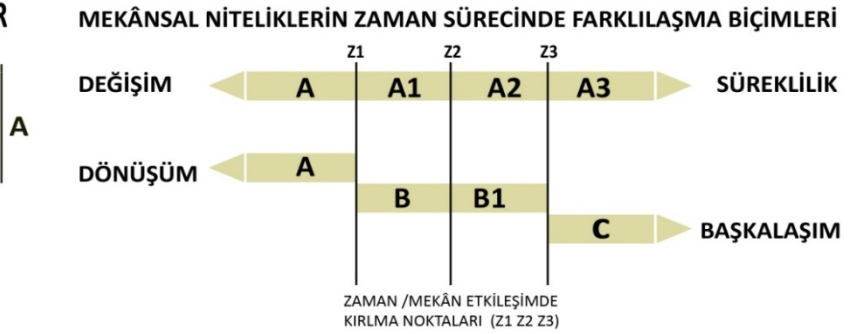 R
MEKÂNSAL NİTELİKLERİN ZAMAN SÜRECİNDE FARKLILAŞMA BİÇİMLERİ
Z1 Z2 Z3
DEĞİŞİM A A1 A2 A3 SÜREKLİLİK
A
DÖNÜŞÜM A
B B1
C BAŞKALAŞIM
ZAMAN /MEKÂN ETKİLEŞİMDE
KIRLMA NOKTALARI (Z1 Z2 Z3)